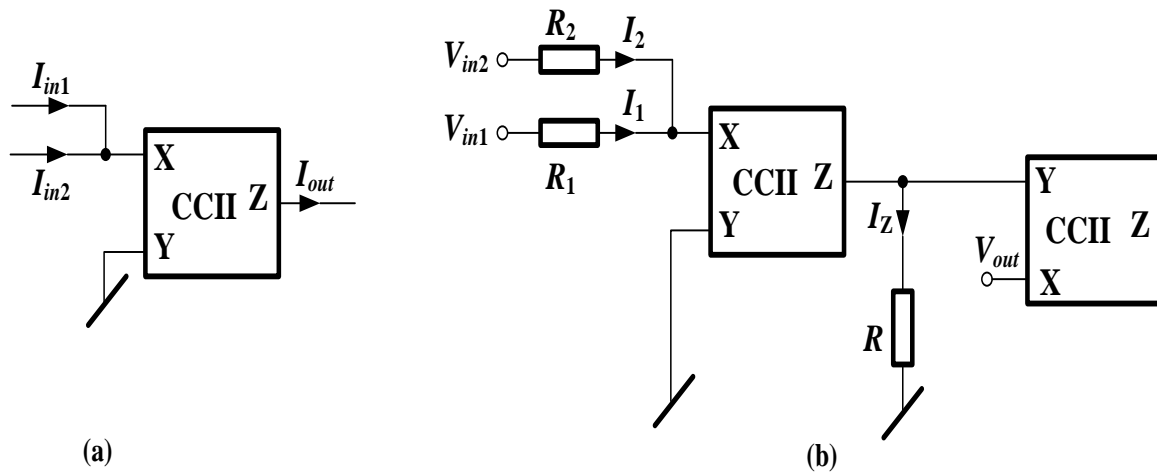 I_in1
I_in2
X
CCII
Z
Y
I_out
(a)
R_2
I_2
V_in2
V_in1
I_1
R_1
X
CCII
Z
Y
I_Z
R
Y
CCII
Z
V_out
X
(b)